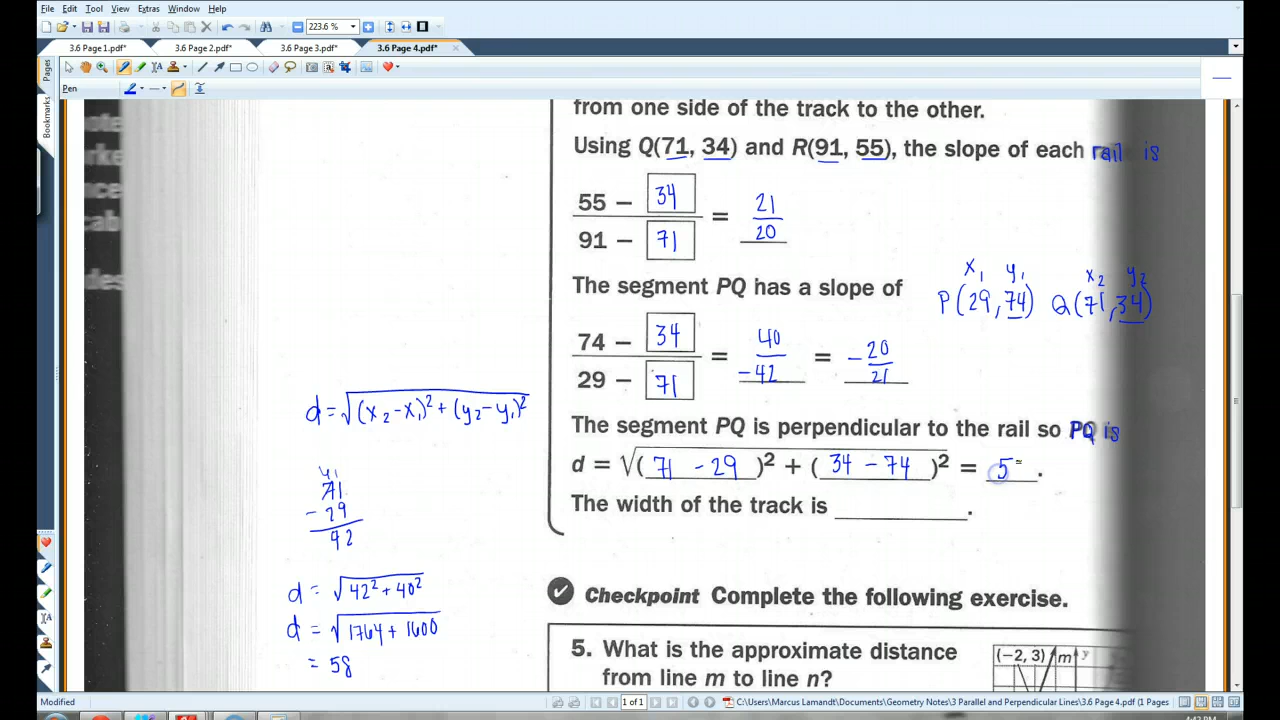 File Edit Tool View Extras Window Help
223.6 %
3.6 Page 1.pdf* 3.6 Page 2.pdf* 3.6 Page 3.pdf* 3.6 Page 4.pdf*
Pen
Pages
Bookmarks
from one side of the track to the other.
Using Q(71, 34) and R(91, 55), the slope of each rail is
55 − 34
91 − 71
= 21
20
The segment PQ has a slope of
x₁ y₁ x₂ y₂
P(29, 74) Q(71, 34)
74 − 34
29 − 71
= 40
−42
= −20
21
d = √(x₂ − x₁)² + (y₂ − y₁)²
The segment PQ is perpendicular to the rail so PQ is
d = √( 71 − 29 )² + ( 34 − 74 )² = 5 .
The width of the track is ________.
71
− 29
42
d = √42² + 40²
d = √1764 + 1600
= 58
Checkpoint Complete the following exercise.
5. What is the approximate distance
from line m to line n?
(−2, 3) m y
Modified
1 of 1
C:\Users\Marcus Lamandt\Documents\Geometry Notes\3 Parallel and Perpendicular Lines\3.6 Page 4.pdf (1 Pages